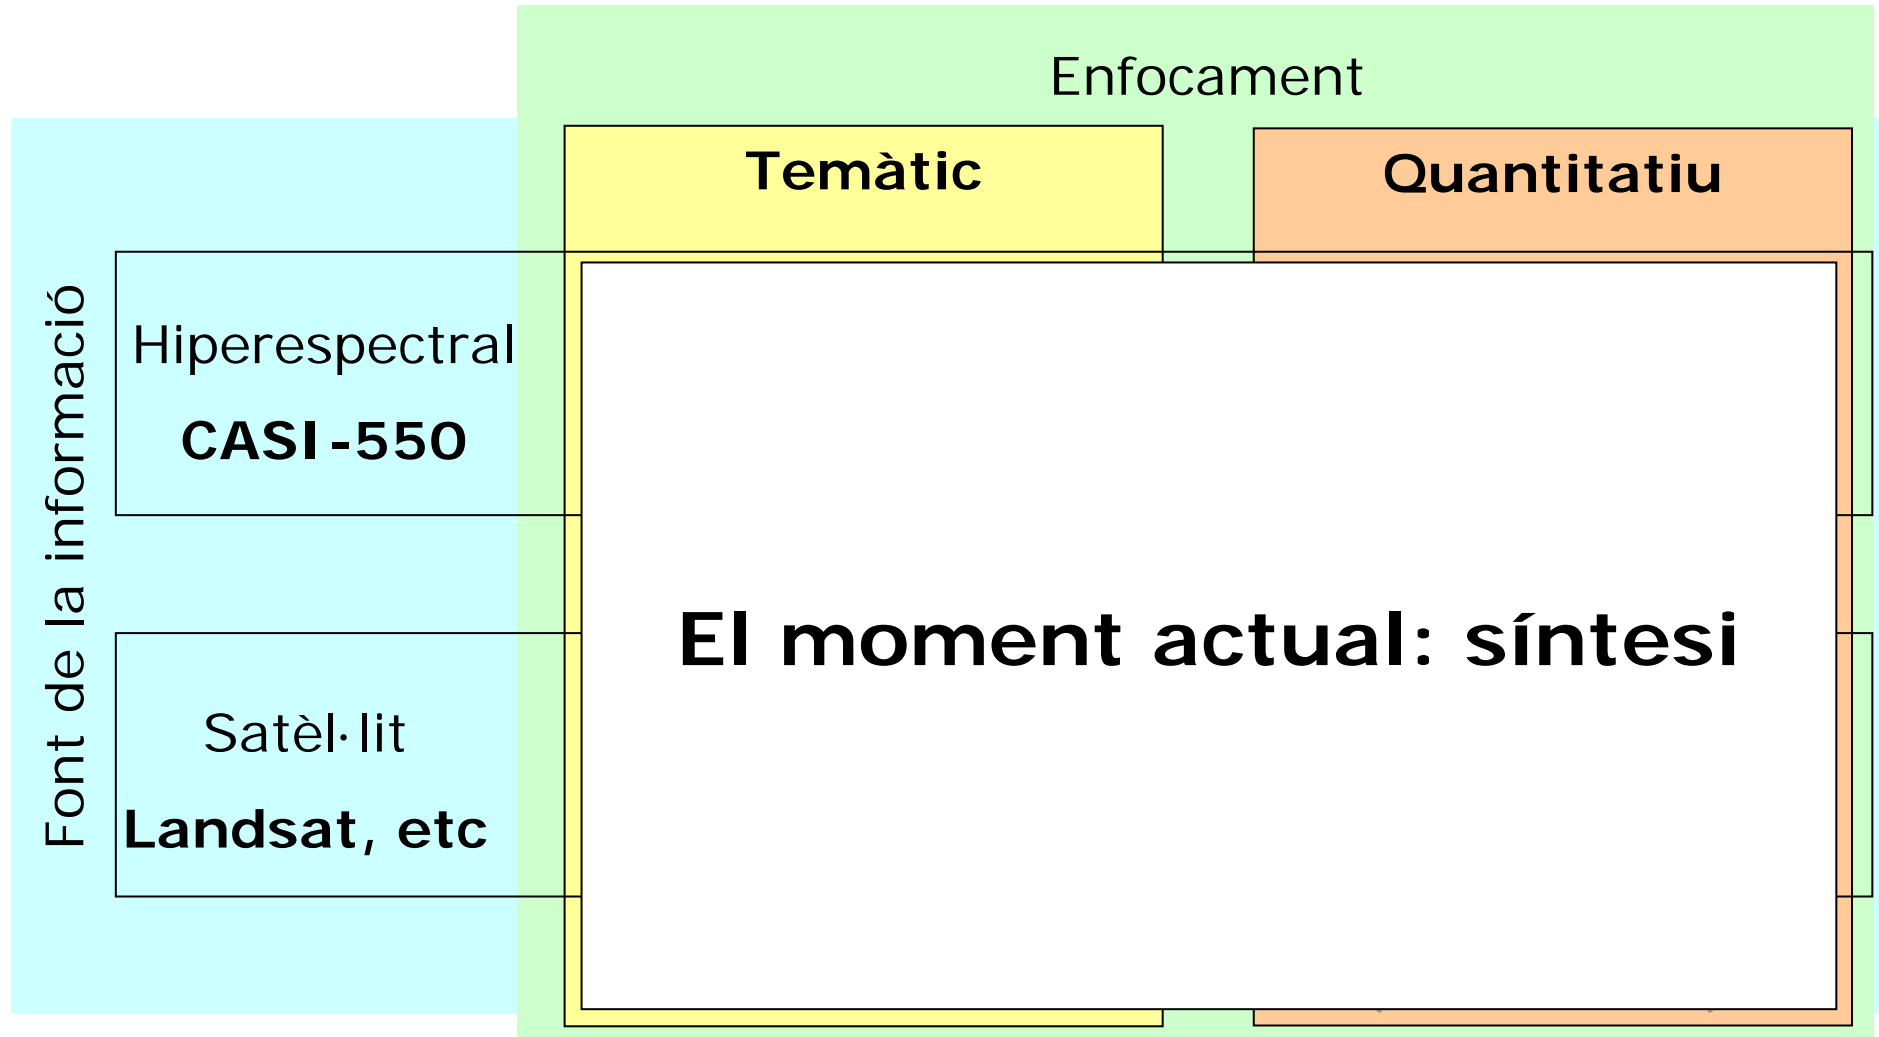 Enfocament
Temàtic
Quantitatiu
Font de la informació
Hiperespectral
CASI-550
Satèl·lit
Landsat, etc
El moment actual: síntesi